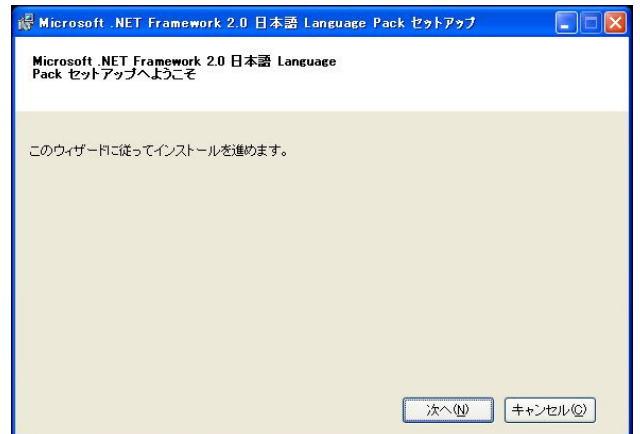 Microsoft .NET Framework 2.0 日本語 Language Pack セットアップ
Microsoft .NET Framework 2.0 日本語 Language
Pack セットアップへようこそ
このウィザードに従ってインストールを進めます。
次へ(N)
キャンセル(C)